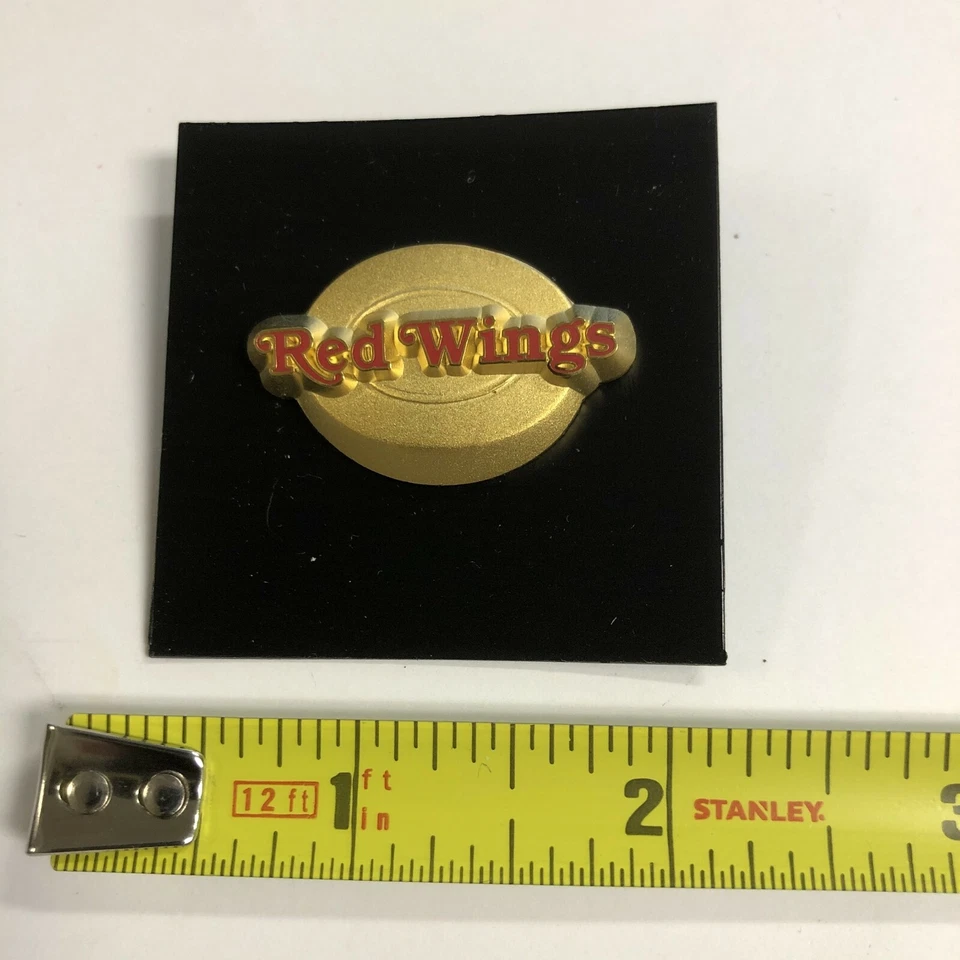 Red Wings
12 ft 1 ft
in
2
STANLEY.
3